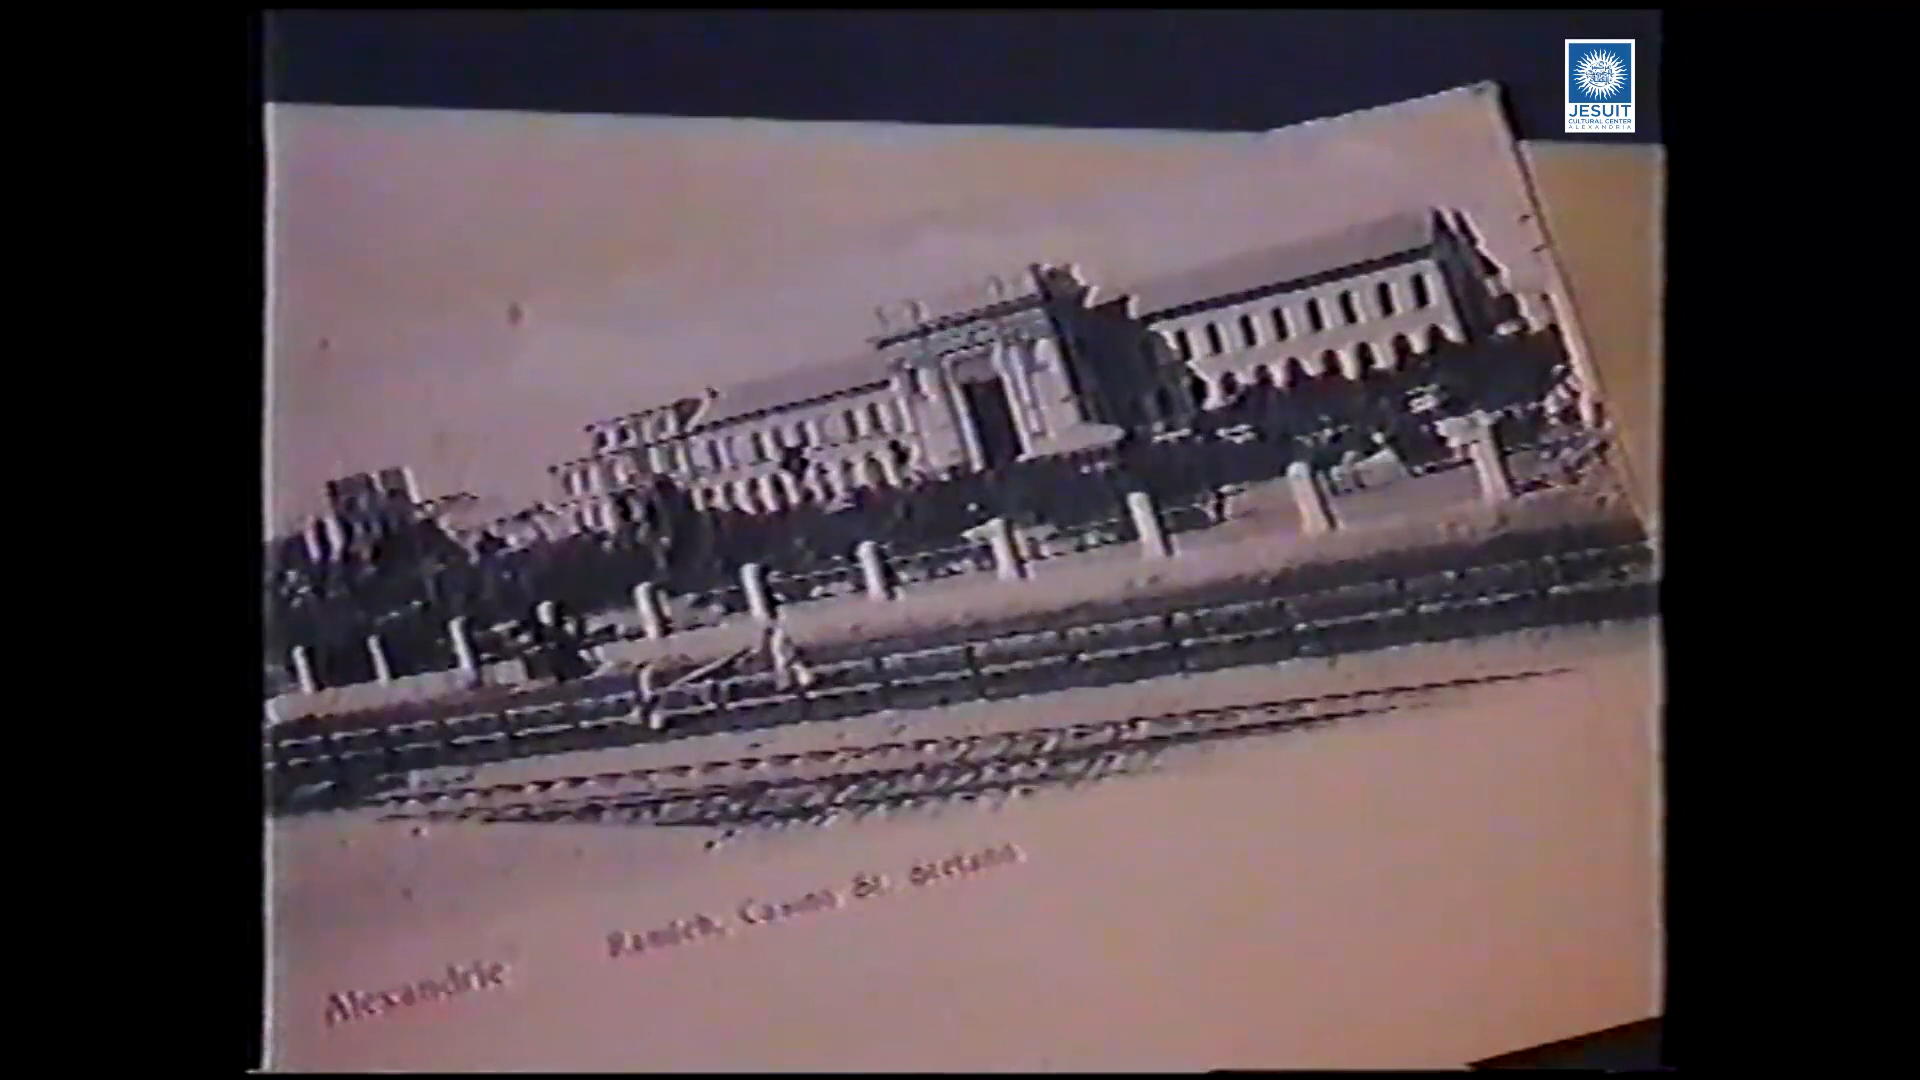 JESUIT
CULTURAL CENTER
ALEXANDRIA
Ramleh, Casino St. Stefano.
Alexandrie